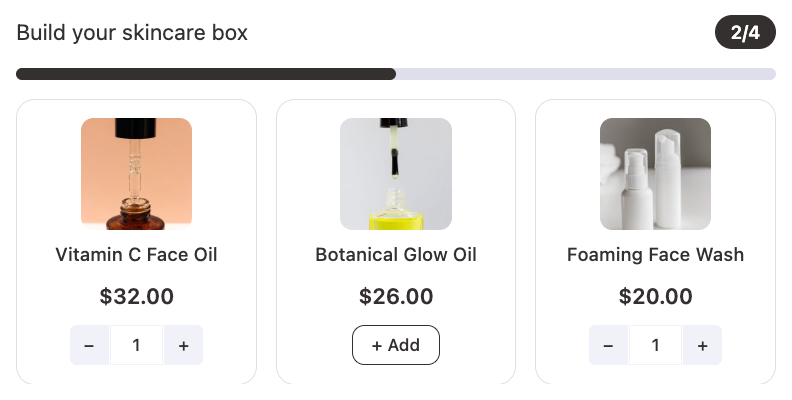 Build your skincare box
2/4
Vitamin C Face Oil
$32.00
− 1 +
Botanical Glow Oil
$26.00
+ Add
Foaming Face Wash
$20.00
− 1 +